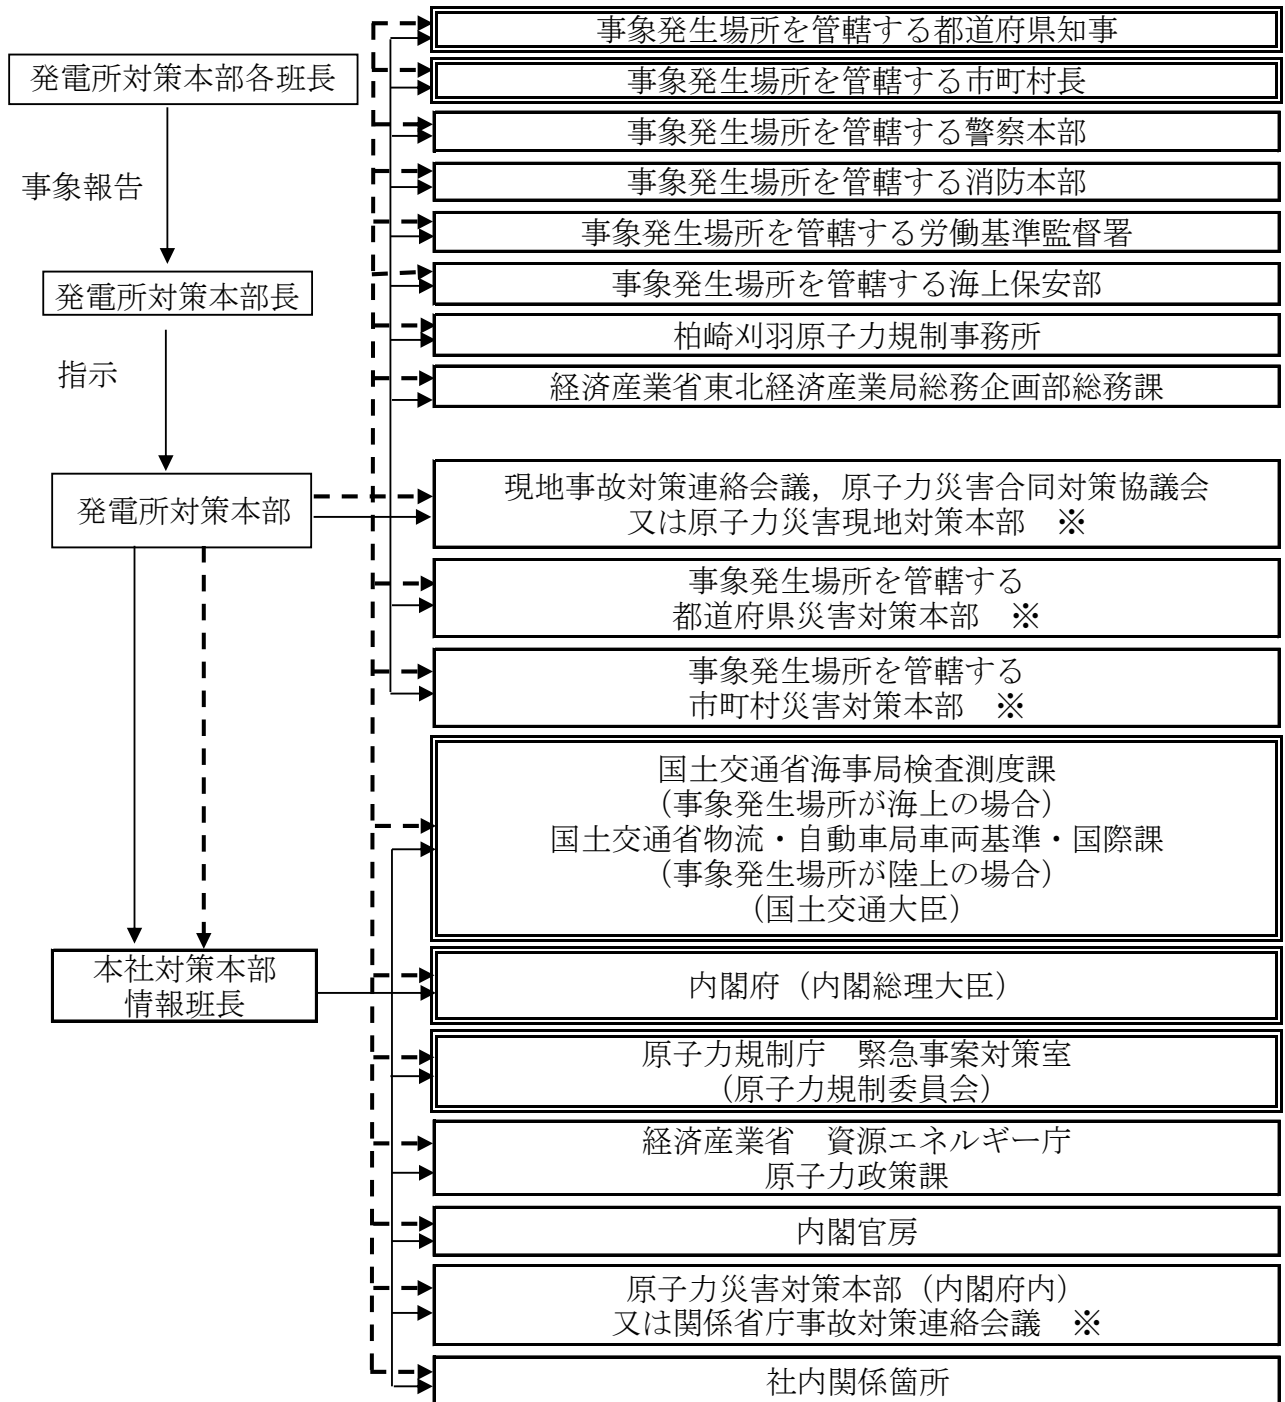 発電所対策本部各班長
事象報告
発電所対策本部長
指示
発電所対策本部
本社対策本部
情報班長
事象発生場所を管轄する都道府県知事
事象発生場所を管轄する市町村長
事象発生場所を管轄する警察本部
事象発生場所を管轄する消防本部
事象発生場所を管轄する労働基準監督署
事象発生場所を管轄する海上保安部
柏崎刈羽原子力規制事務所
経済産業省東北経済産業局総務企画部総務課
現地事故対策連絡会議，原子力災害合同対策協議会
又は原子力災害現地対策本部　※
事象発生場所を管轄する
都道府県災害対策本部　※
事象発生場所を管轄する
市町村災害対策本部　※
国土交通省海事局検査測度課
（事象発生場所が海上の場合）
国土交通省物流・自動車局車両基準・国際課
（事象発生場所が陸上の場合）
（国土交通大臣）
内閣府（内閣総理大臣）
原子力規制庁　緊急事案対策室
（原子力規制委員会）
経済産業省　資源エネルギー庁
原子力政策課
内閣官房
原子力災害対策本部（内閣府内）
又は関係省庁事故対策連絡会議　※
社内関係箇所